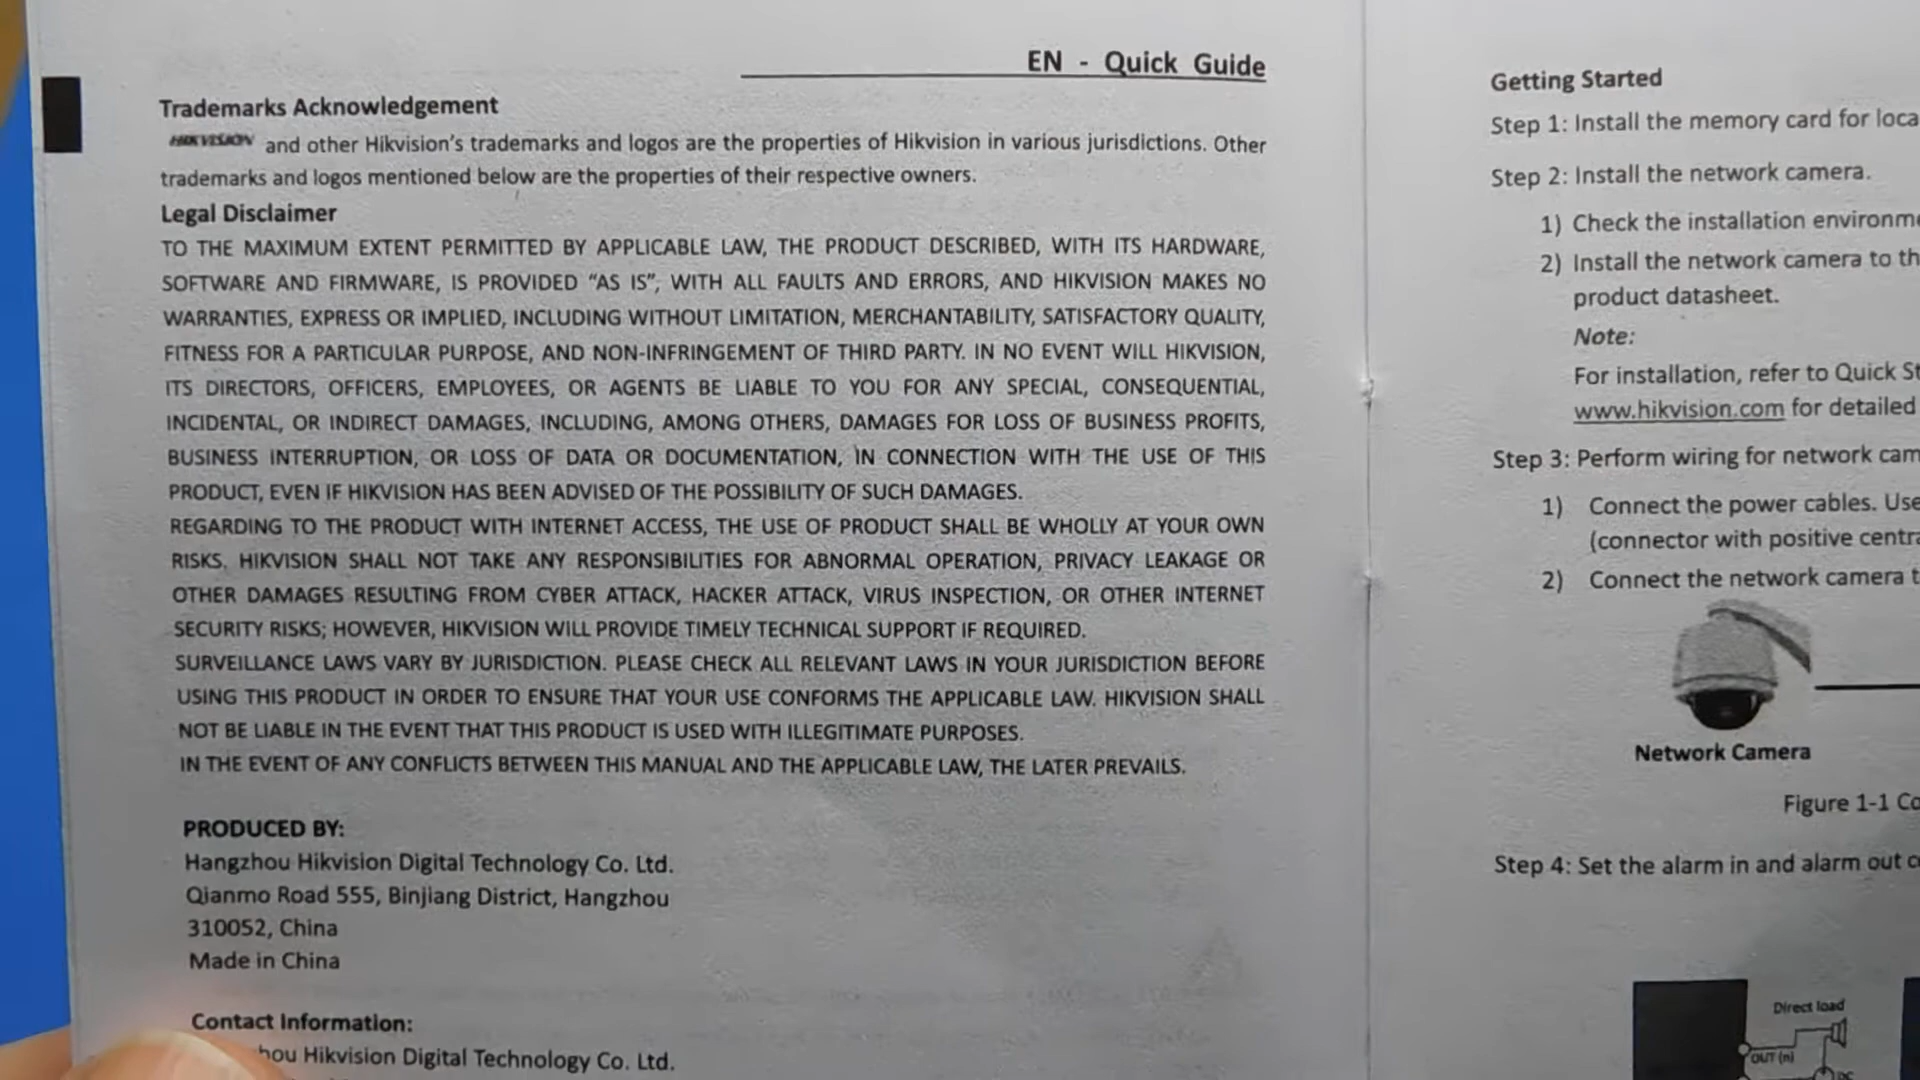 EN - Quick Guide
Trademarks Acknowledgement
HIKVISION and other Hikvision's trademarks and logos are the properties of Hikvision in various jurisdictions. Other
trademarks and logos mentioned below are the properties of their respective owners.
Legal Disclaimer
TO THE MAXIMUM EXTENT PERMITTED BY APPLICABLE LAW, THE PRODUCT DESCRIBED, WITH ITS HARDWARE,
SOFTWARE AND FIRMWARE, IS PROVIDED “AS IS”, WITH ALL FAULTS AND ERRORS, AND HIKVISION MAKES NO
WARRANTIES, EXPRESS OR IMPLIED, INCLUDING WITHOUT LIMITATION, MERCHANTABILITY, SATISFACTORY QUALITY,
FITNESS FOR A PARTICULAR PURPOSE, AND NON-INFRINGEMENT OF THIRD PARTY. IN NO EVENT WILL HIKVISION,
ITS DIRECTORS, OFFICERS, EMPLOYEES, OR AGENTS BE LIABLE TO YOU FOR ANY SPECIAL, CONSEQUENTIAL,
INCIDENTAL, OR INDIRECT DAMAGES, INCLUDING, AMONG OTHERS, DAMAGES FOR LOSS OF BUSINESS PROFITS,
BUSINESS INTERRUPTION, OR LOSS OF DATA OR DOCUMENTATION, IN CONNECTION WITH THE USE OF THIS
PRODUCT, EVEN IF HIKVISION HAS BEEN ADVISED OF THE POSSIBILITY OF SUCH DAMAGES.
REGARDING TO THE PRODUCT WITH INTERNET ACCESS, THE USE OF PRODUCT SHALL BE WHOLLY AT YOUR OWN
RISKS. HIKVISION SHALL NOT TAKE ANY RESPONSIBILITIES FOR ABNORMAL OPERATION, PRIVACY LEAKAGE OR
OTHER DAMAGES RESULTING FROM CYBER ATTACK, HACKER ATTACK, VIRUS INSPECTION, OR OTHER INTERNET
SECURITY RISKS; HOWEVER, HIKVISION WILL PROVIDE TIMELY TECHNICAL SUPPORT IF REQUIRED.
SURVEILLANCE LAWS VARY BY JURISDICTION. PLEASE CHECK ALL RELEVANT LAWS IN YOUR JURISDICTION BEFORE
USING THIS PRODUCT IN ORDER TO ENSURE THAT YOUR USE CONFORMS THE APPLICABLE LAW. HIKVISION SHALL
NOT BE LIABLE IN THE EVENT THAT THIS PRODUCT IS USED WITH ILLEGITIMATE PURPOSES.
IN THE EVENT OF ANY CONFLICTS BETWEEN THIS MANUAL AND THE APPLICABLE LAW, THE LATER PREVAILS.
PRODUCED BY:
Hangzhou Hikvision Digital Technology Co. Ltd.
Qianmo Road 555, Binjiang District, Hangzhou
310052, China
Made in China
Contact Information:
hou Hikvision Digital Technology Co. Ltd.
Getting Started
Step 1: Install the memory card for loca
Step 2: Install the network camera.
1) Check the installation environme
2) Install the network camera to th
product datasheet.
Note:
For installation, refer to Quick St
www.hikvision.com for detailed
Step 3: Perform wiring for network cam
1) Connect the power cables. Use
(connector with positive centra
2) Connect the network camera t
Network Camera
Figure 1-1 Co
Step 4: Set the alarm in and alarm out c
Direct load
OUT (n)
DC